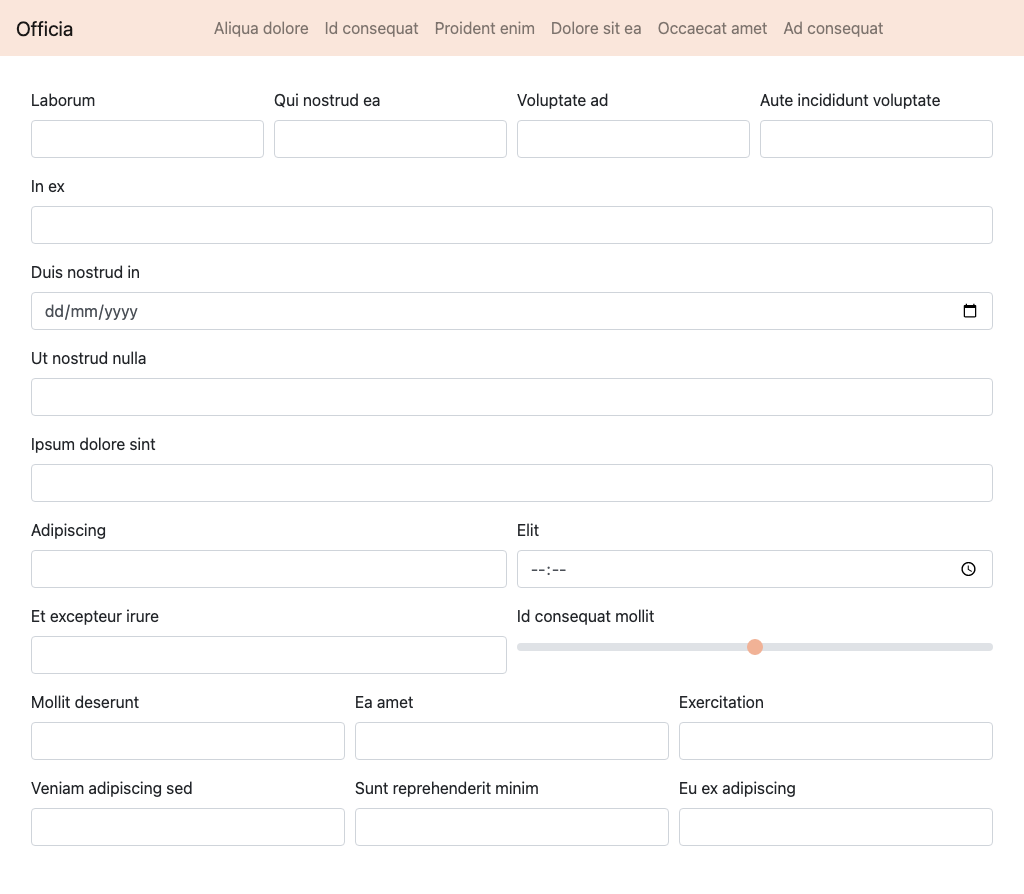 Officia Aliqua dolore Id consequat Proident enim Dolore sit ea Occaecat amet Ad consequat
Laborum Qui nostrud ea Voluptate ad Aute incididunt voluptate
In ex
Duis nostrud in
dd/mm/yyyy
Ut nostrud nulla
Ipsum dolore sint
Adipiscing Elit
--:--
Et excepteur irure Id consequat mollit
Mollit deserunt Ea amet Exercitation
Veniam adipiscing sed Sunt reprehenderit minim Eu ex adipiscing